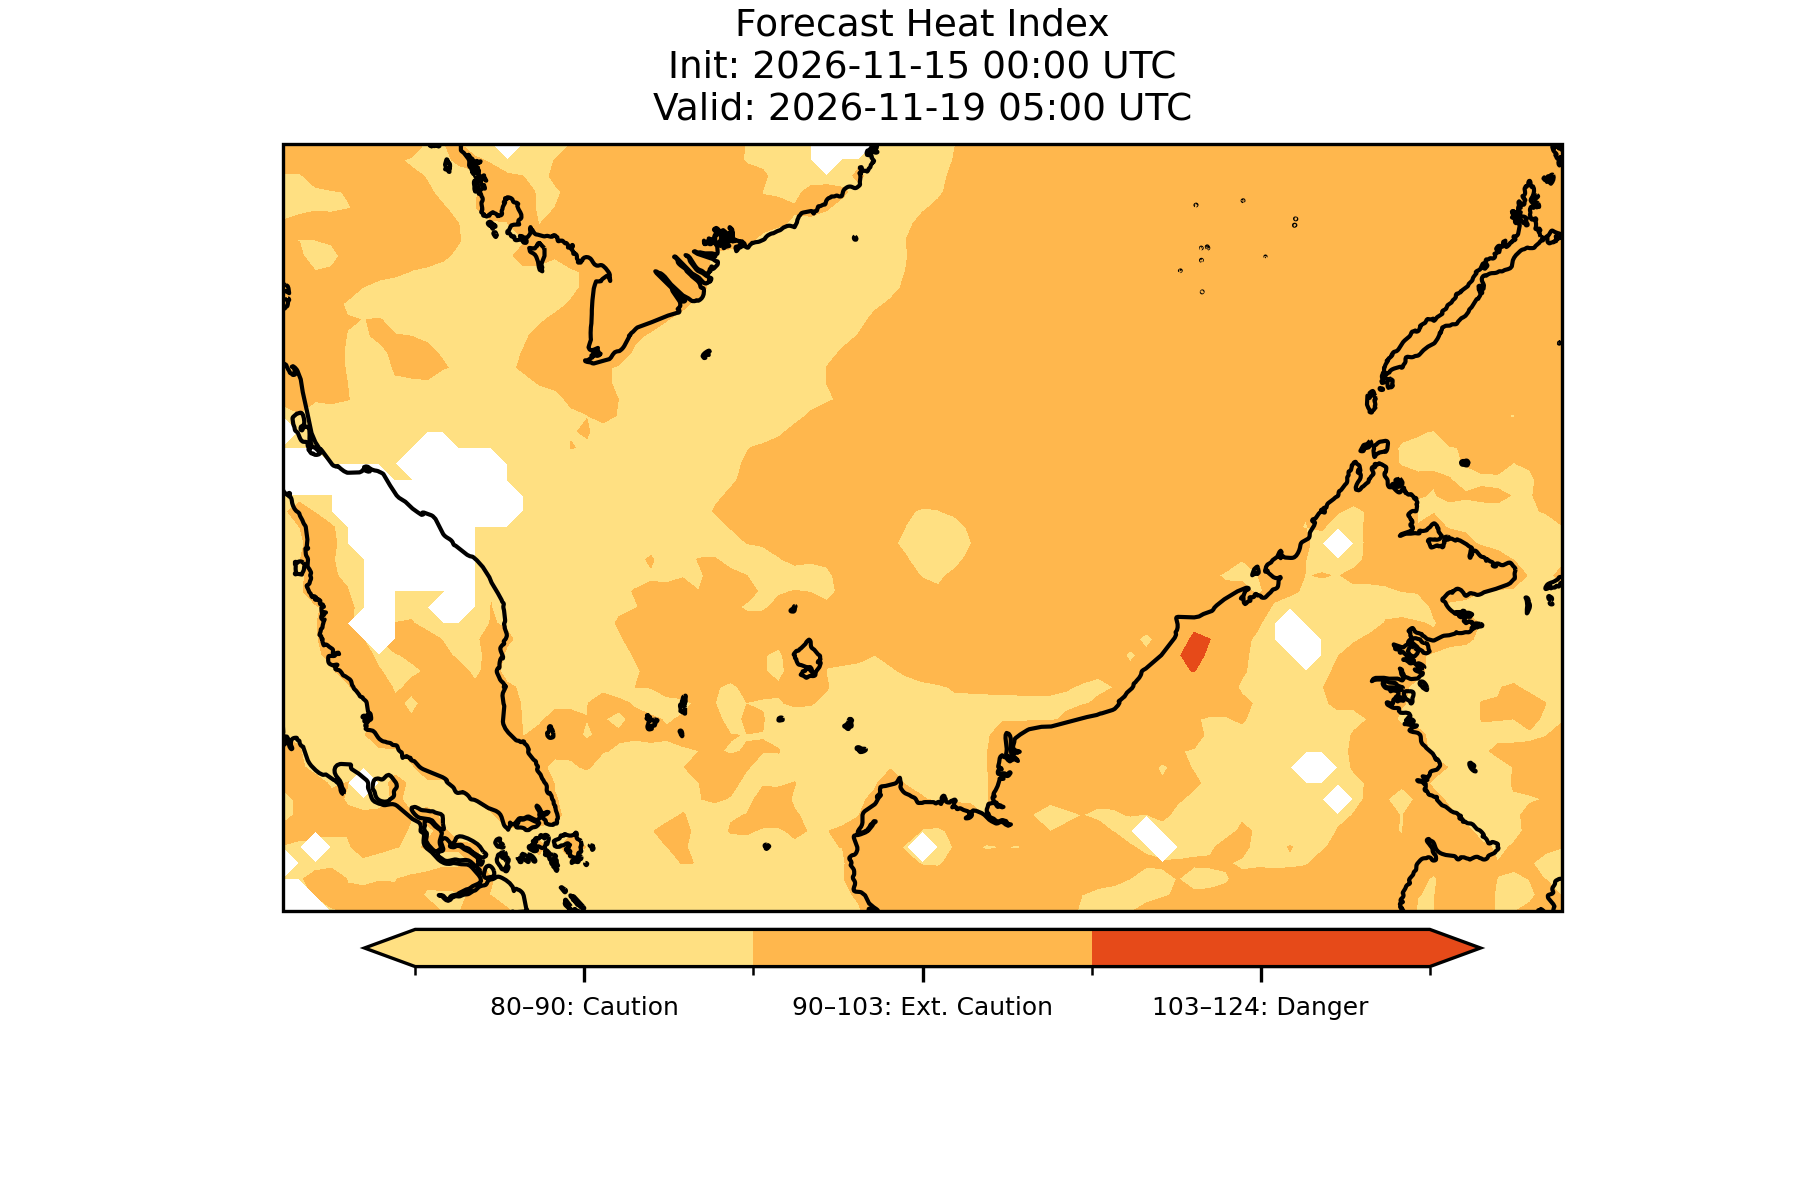 Forecast Heat Index
Init: 2026-11-15 00:00 UTC
Valid: 2026-11-19 05:00 UTC
80–90: Caution
90–103: Ext. Caution
103–124: Danger